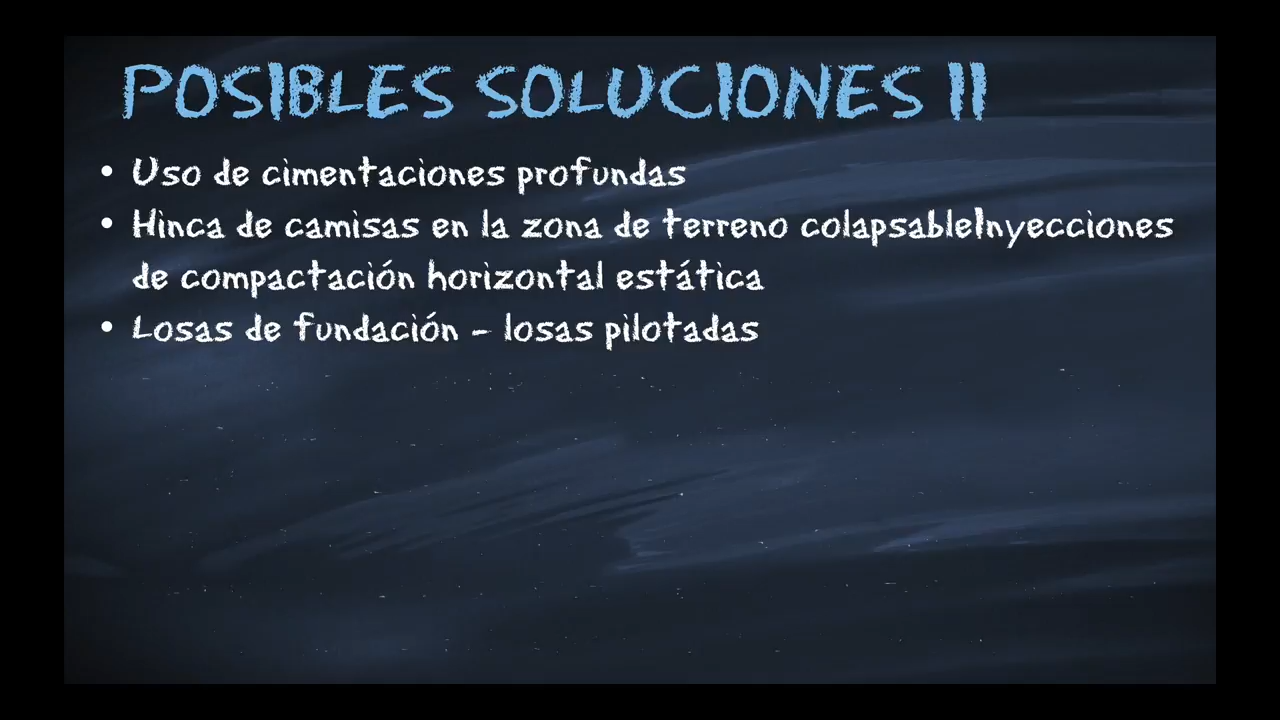 POSIBLES SOLUCIONES II
• Uso de cimentaciones profundas
• Hinca de camisas en la zona de terreno colapsableInyecciones
de compactación horizontal estática
• Losas de fundación - losas pilotadas